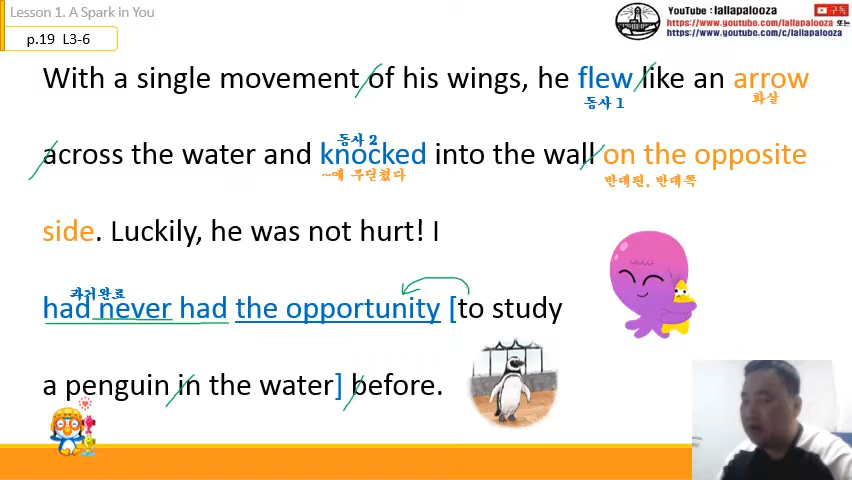 Lesson 1. A Spark in You
p.19 L3-6
YouTube : lallapalooza 구독
https://www.youtube.com/lallapalooza 또는
https://www.youtube.com/c/lallapalooza
With a single movement of his wings, he flew like an arrow
동사 1 화살
동사 2
across the water and knocked into the wall on the opposite
~에 부딪쳤다 반대편. 반대쪽
side. Luckily, he was not hurt! I
과거완료
had never had the opportunity [to study
a penguin in the water] before.